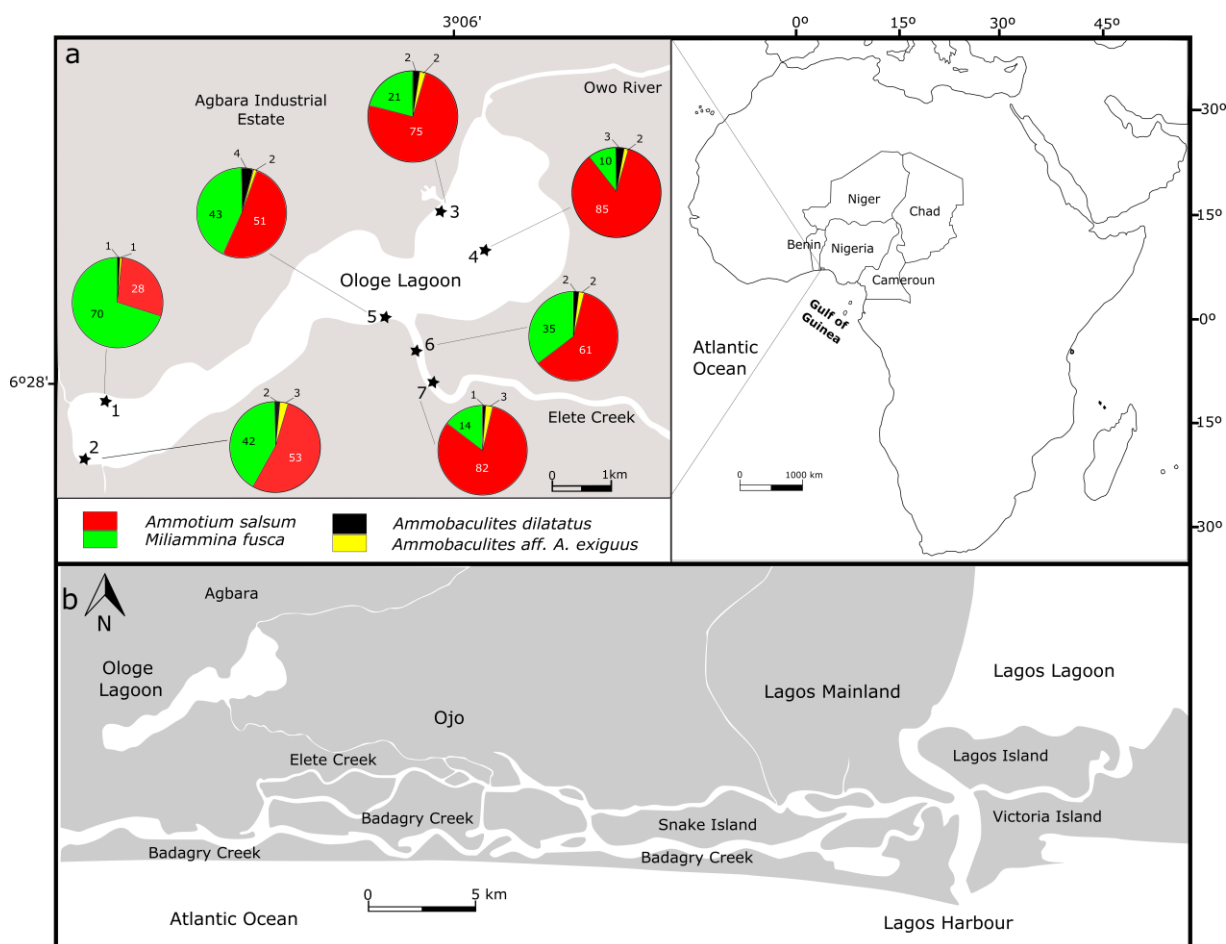 3°06'
0º
15º
30º
45º
a
2
2
Owo River
21
75
Agbara Industrial
Estate
3
2
10
85
4
2
43
51
3
4
1
1
28
70
Ologe Lagoon
5
2
2
35
61
6
7
6º28'
1
2
2
3
42
53
1
3
14
82
Elete Creek
0
1km
Ammotium salsum
Miliammina fusca
Ammobaculites dilatatus
Ammobaculites aff. A. exiguus
30º
15º
0º
15º
30º
Niger
Chad
Benin
Nigeria
Cameroun
Gulf of
Guinea
Atlantic
Ocean
0
1000 km
b
N
Agbara
Ologe
Lagoon
Ojo
Lagos Mainland
Lagos Lagoon
Elete Creek
Lagos Island
Badagry Creek
Snake Island
Victoria Island
Badagry Creek
Badagry Creek
0
5 km
Atlantic Ocean
Lagos Harbour